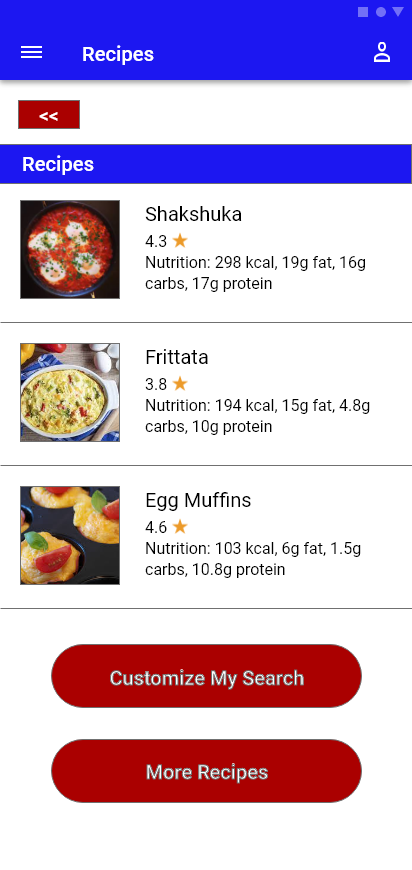 Recipes
<<
Recipes
Shakshuka
4.3
Nutrition: 298 kcal, 19g fat, 16g
carbs, 17g protein
Frittata
3.8
Nutrition: 194 kcal, 15g fat, 4.8g
carbs, 10g protein
Egg Muffins
4.6
Nutrition: 103 kcal, 6g fat, 1.5g
carbs, 10.8g protein
Customize My Search
More Recipes